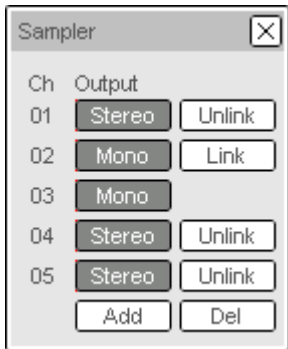 Sampler
Ch Output
01 Stereo Unlink
02 Mono Link
03 Mono
04 Stereo Unlink
05 Stereo Unlink
Add Del